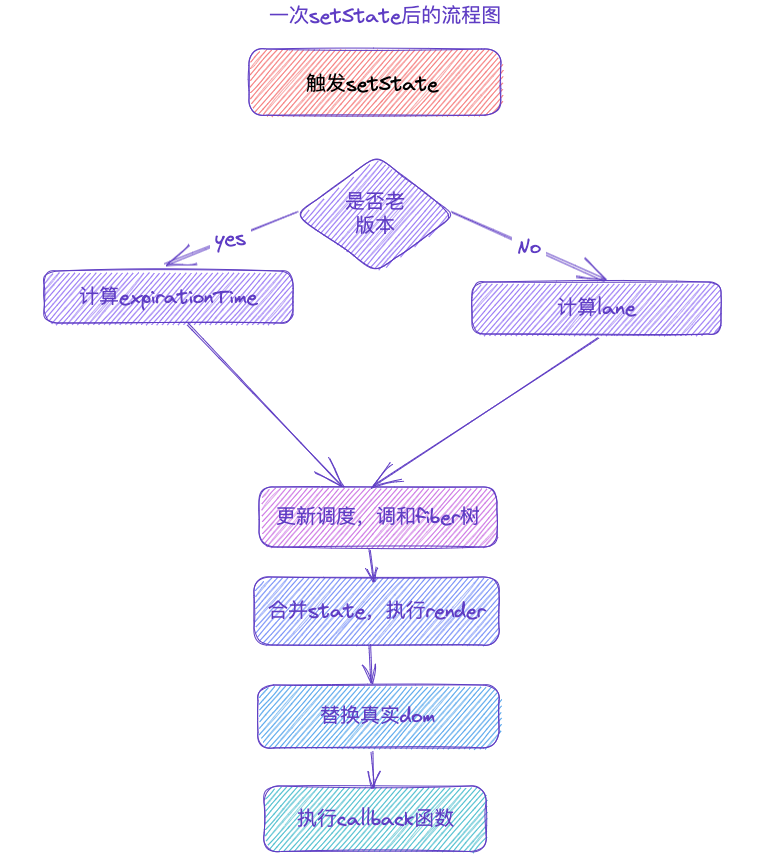 一次setState后的流程图
触发setState
是否老
版本
yes
No
计算expirationTime
计算lane
更新调度，调和fiber树
合并state，执行render
替换真实dom
执行callback函数